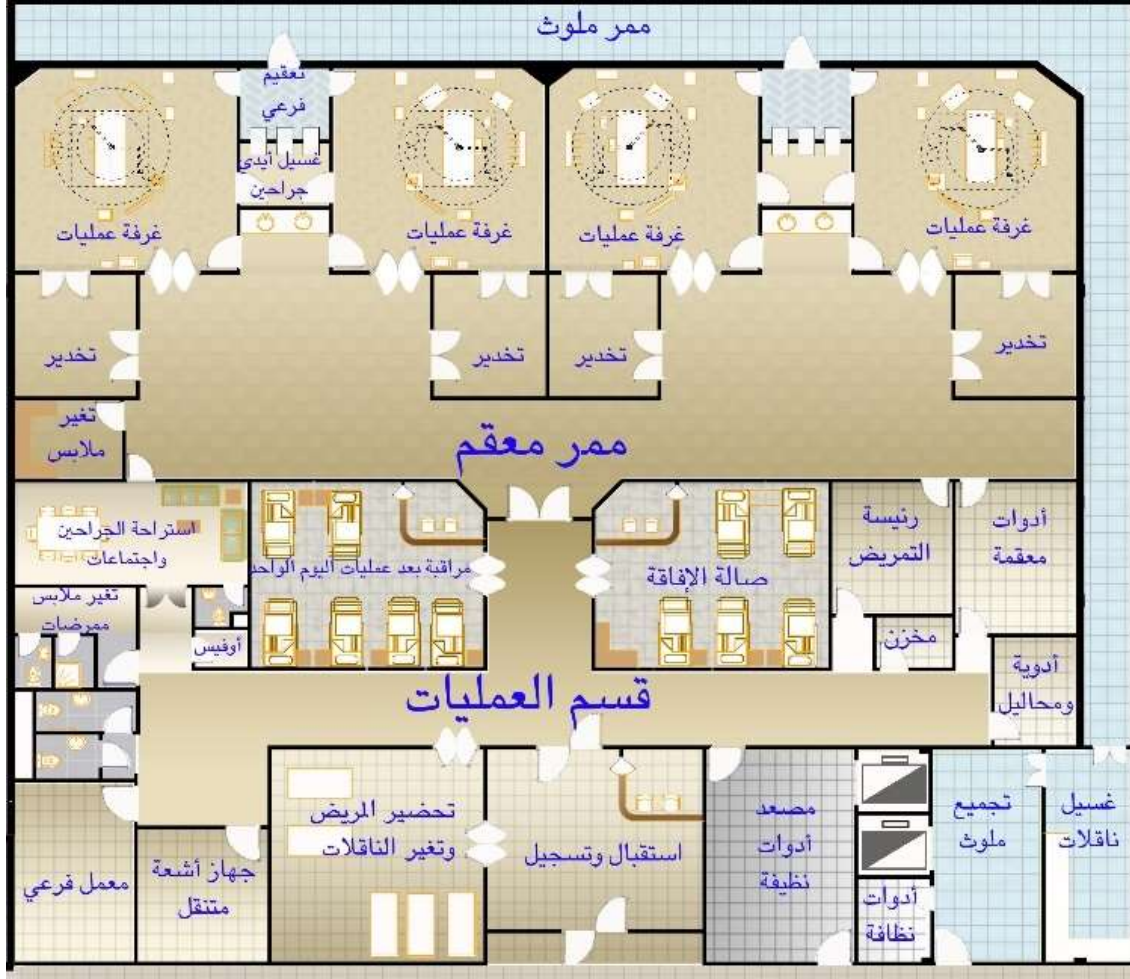 ممر ملوث
تعقيم
فرعي
غسيل أيدي
جراحين
غرفة عمليات
غرفة عمليات
غرفة عمليات
غرفة عمليات
تخدير
تخدير
تخدير
تخدير
تغير
ملابس
ممر معقم
استراحة الجراحين
واجتماعات
مراقبة بعد عمليات اليوم الواحد
صالة الإفاقة
رئيسة
التمريض
أدوات
معقمة
تغير ملابس
ممرضات
أوفيس
مخزن
أدوية
ومحاليل
قسم العمليات
معمل فرعي
جهاز أشعة
متنقل
تحضير المريض
وتغير الناقلات
استقبال وتسجيل
مصعد
أدوات
نظيفة
أدوات
نظافة
تجميع
ملوث
غسيل
ناقلات